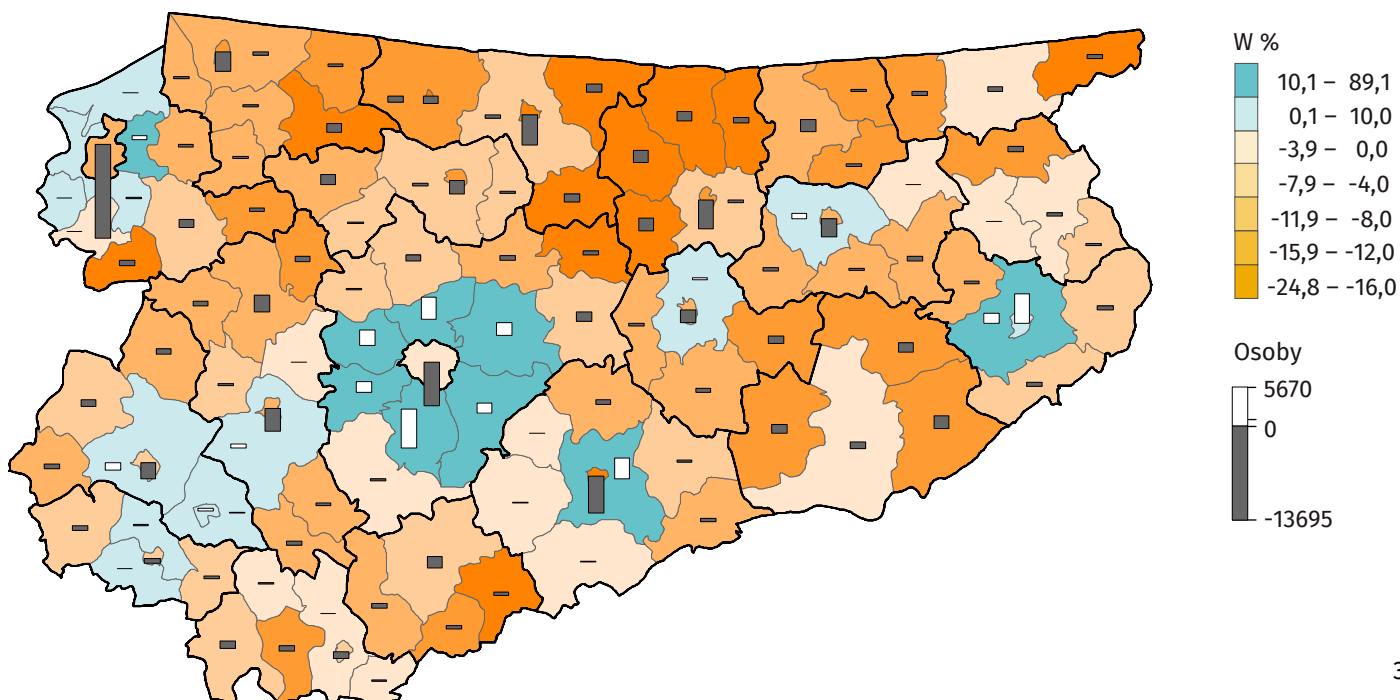 W %
10,1 – 89,1
0,1 – 10,0
-3,9 – 0,0
-7,9 – -4,0
-11,9 – -8,0
-15,9 – -12,0
-24,8 – -16,0
Osoby
5670
0
-13695